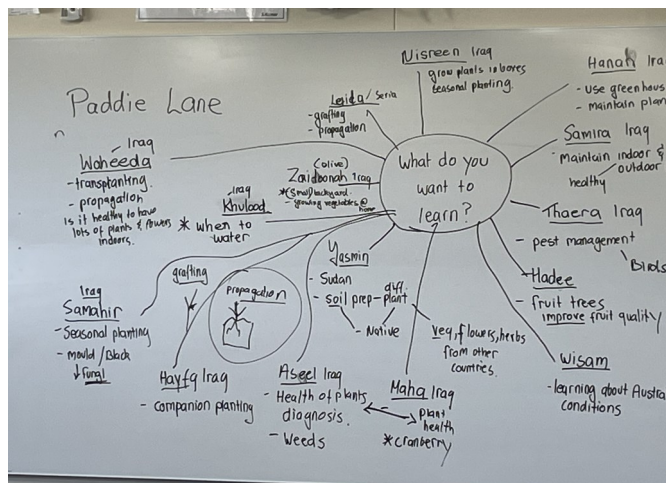 Paddie Lane
Nisreen Iraq
grow plants in boxes
seasonal planting.
Hanah Ira
- use greenhous
- maintain plan
Leida/Seria
- grafting
- propagation
Samira Iraq
maintain indoor &
outdoor
healthy
Iraq
Waheeda
- transplanting.
- propagation
Is it healthy to have
lots of plants & flowers
indoors.
(olive)
Zaidoonah Iraq
* (Small) backyard.
- growing vegetables @
home
What do you
want to
learn?
Iraq
Khulood
* when to
water
Thaera Iraq
- pest management
Birds
Yasmin
- Sudan
- soil prep - diff. plant
- Native
veg, flowers, herbs
from other
countries.
Hadee
- fruit trees
improve fruit quality
Iraq
Samahir
- Seasonal planting
- mould / Black
↓ Fungi
grafting
propagation
Hayfa Iraq
- companion planting
Aseel Iraq
- Health of plants
diagnosis.
- Weeds
Maha Iraq
- plant
health
* cranberry
Wisam
- learning about Austra
conditions